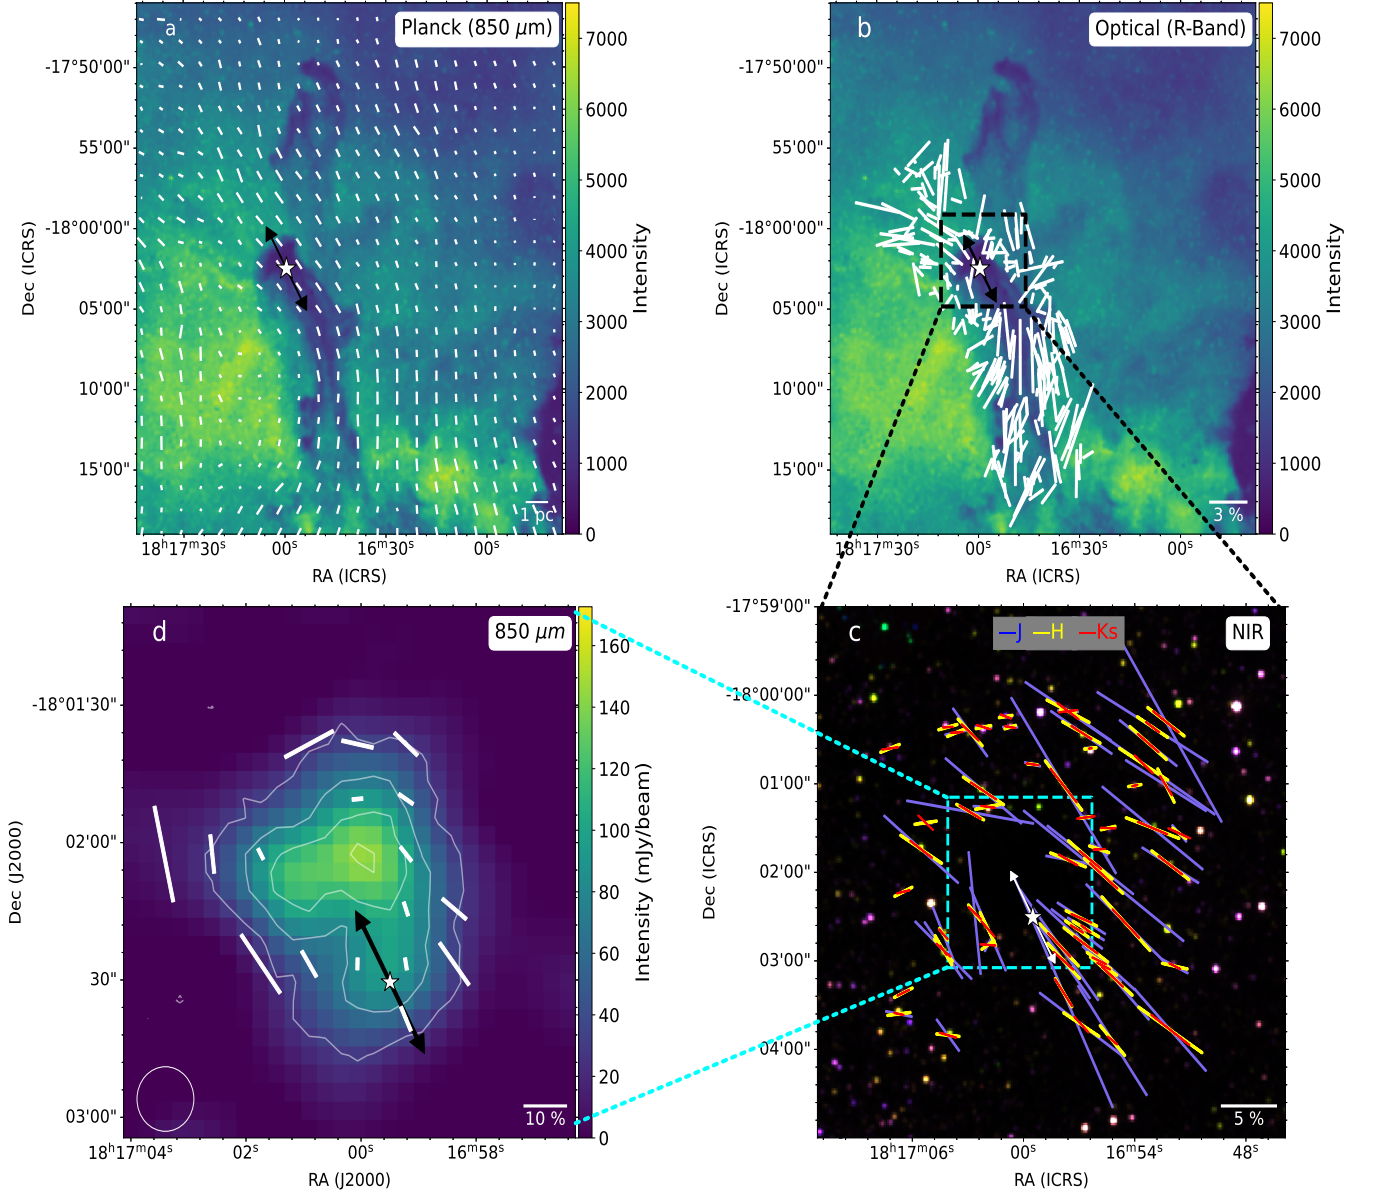 a
Planck (850 μm)
-17°50'00"
55'00"
-18°00'00"
05'00"
10'00"
15'00"
Dec (ICRS)
18ʰ17ᵐ30ˢ
00ˢ
16ᵐ30ˢ
00ˢ
RA (ICRS)
1 pc
7000
6000
5000
4000
3000
2000
1000
0
Intensity
b
Optical (R-Band)
-17°50'00"
55'00"
-18°00'00"
05'00"
10'00"
15'00"
Dec (ICRS)
18ʰ17ᵐ30ˢ
00ˢ
16ᵐ30ˢ
00ˢ
RA (ICRS)
3 %
7000
6000
5000
4000
3000
2000
1000
0
Intensity
d
850 μm
-18°01'30"
02'00"
30"
03'00"
Dec (J2000)
18ʰ17ᵐ04ˢ
02ˢ
00ˢ
16ᵐ58ˢ
RA (J2000)
10 %
160
140
120
100
80
60
40
20
0
Intensity (mJy/beam)
c
J
H
Ks
NIR
-17°59'00"
-18°00'00"
01'00"
02'00"
03'00"
04'00"
Dec (ICRS)
18ʰ17ᵐ06ˢ
00ˢ
16ᵐ54ˢ
48ˢ
RA (ICRS)
5 %